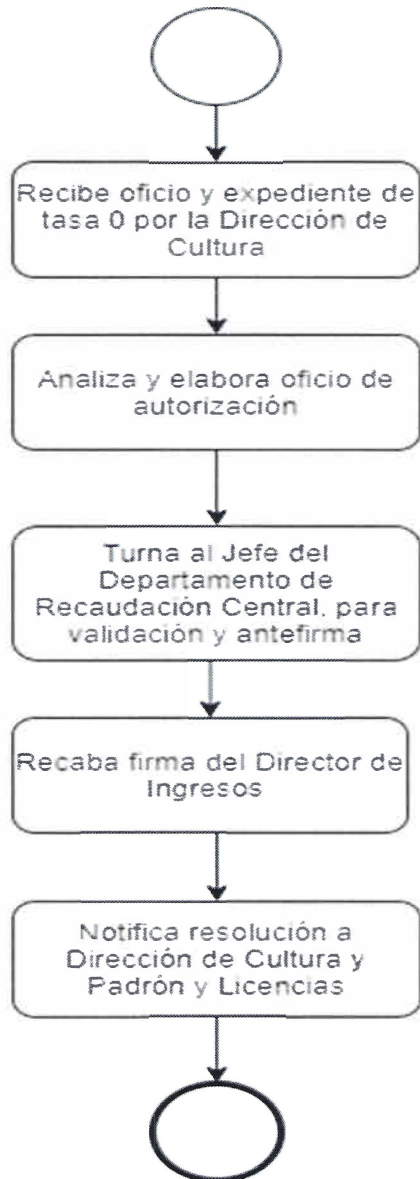 Recibe oficio y expediente de
tasa 0 por la Dirección de
Cultura
Analiza y elabora oficio de
autorización
Turna al Jefe del
Departamento de
Recaudación Central, para
validación y antefirma
Recaba firma del Director de
Ingresos
Notifica resolución a
Dirección de Cultura y
Padrón y Licencias